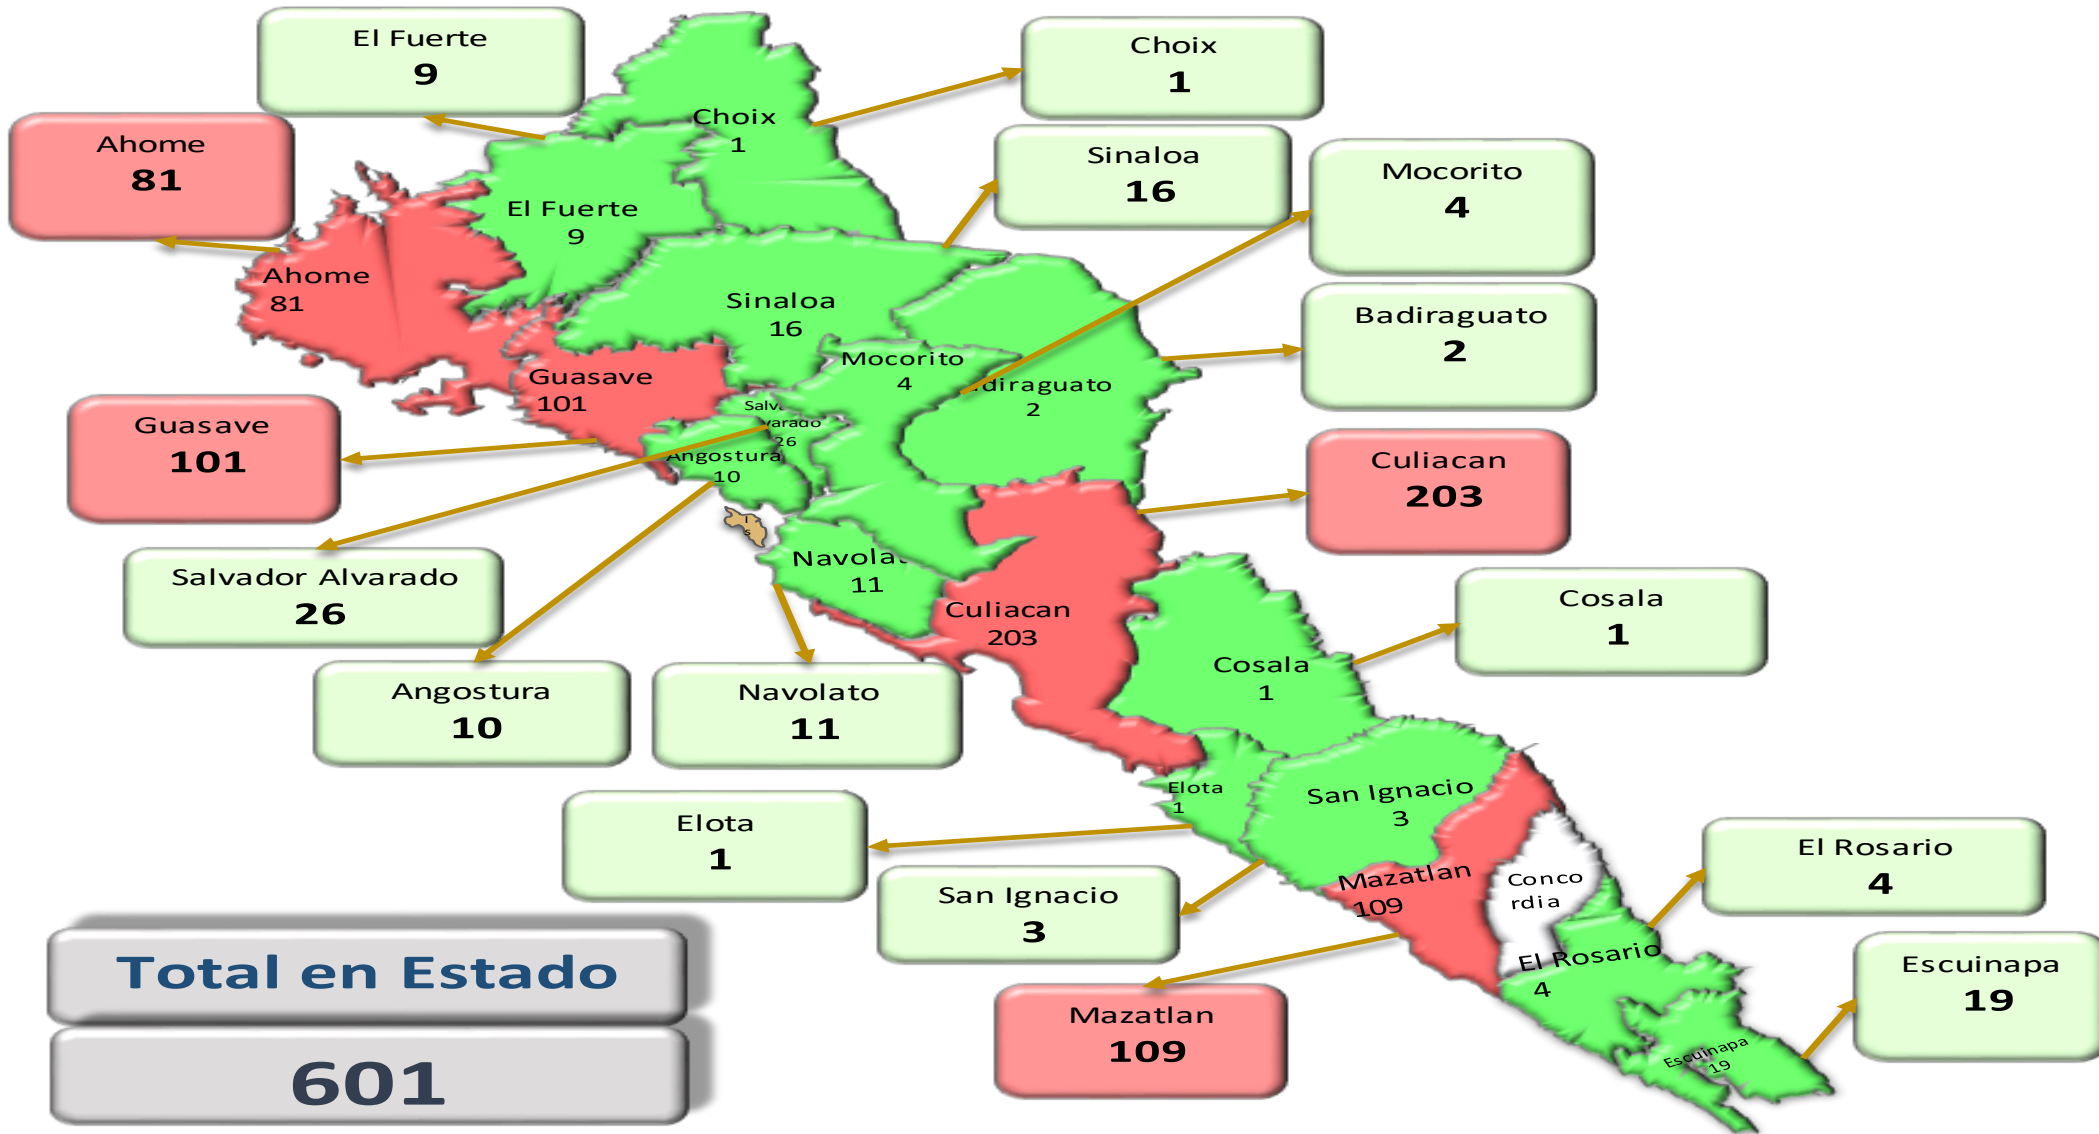 El Fuerte
9
Choix
1
Ahome
81
Sinaloa
16
Mocorito
4
Choix
1
El Fuerte
9
Ahome
81
Sinaloa
16
Badiraguato
2
Mocorito
4
diraguato
2
Guasave
101
Guasave
101
Salv
varado
26
Angostura
10
Culiacan
203
Navola
11
Salvador Alvarado
26
Culiacan
203
Cosala
1
Angostura
10
Navolato
11
Cosala
1
Elota
1
San Ignacio
3
Elota
1
San Ignacio
3
Mazatlan
109
Conco
rdia
El Rosario
4
El Rosario
4
Escuinapa
19
Escuinapa
19
Mazatlan
109
Total en Estado
601